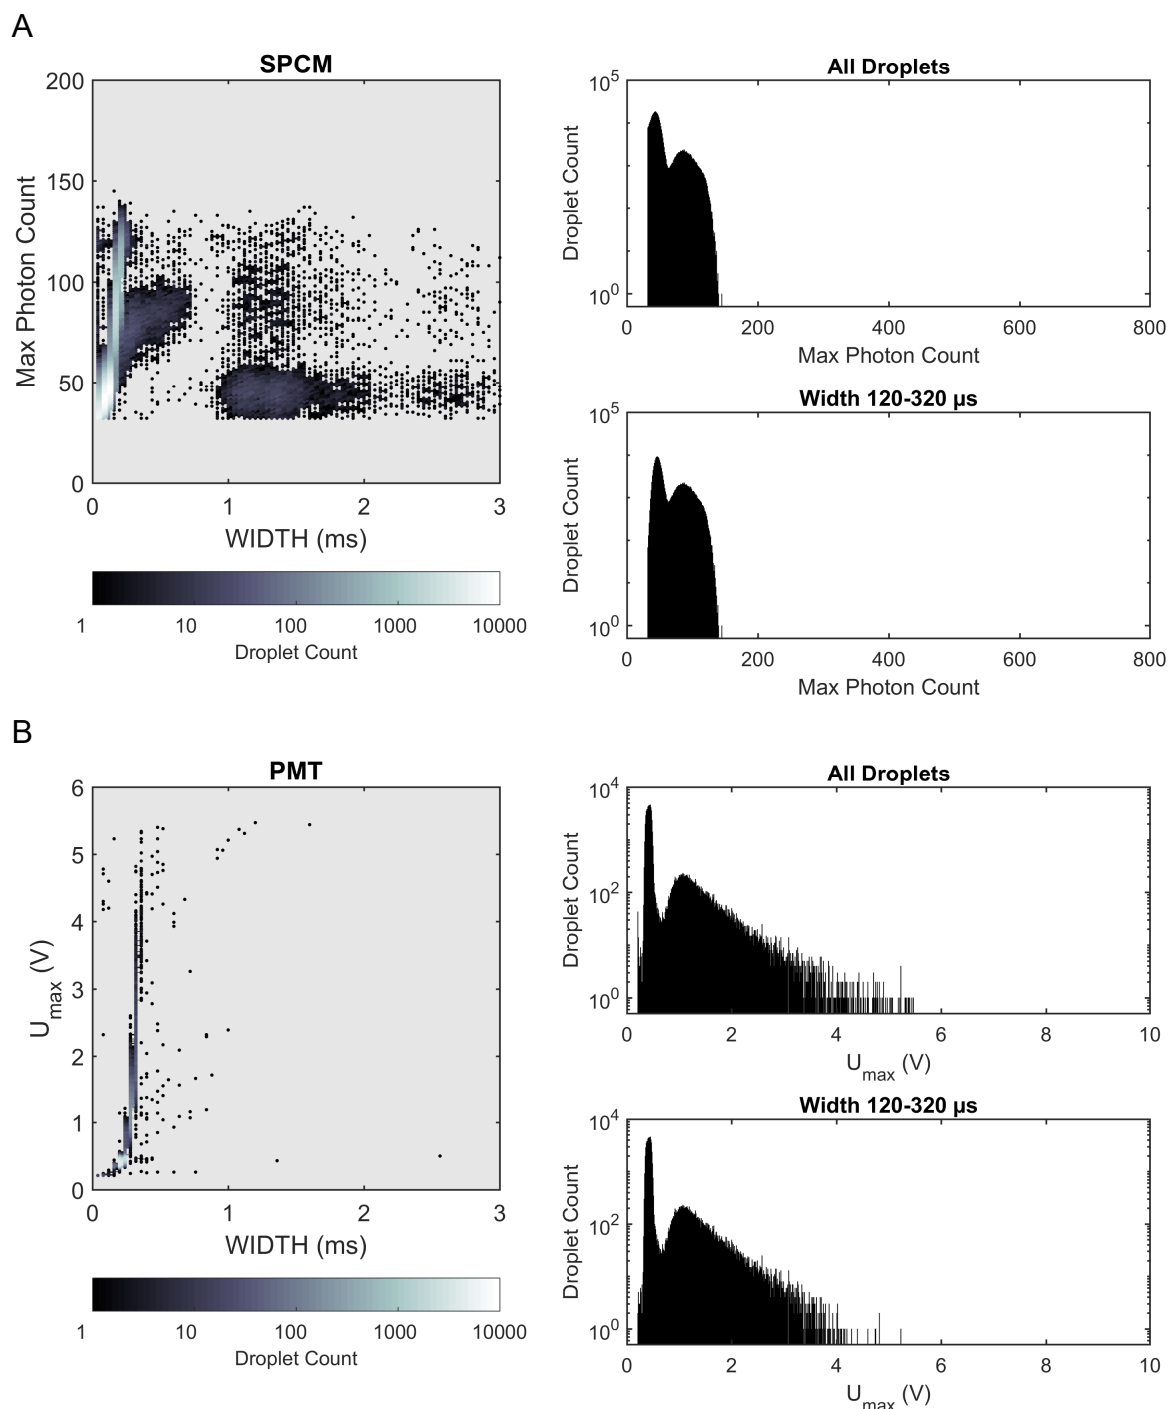 A
SPCM
200
150
100
50
0
Max Photon Count
0 1 2 3
WIDTH (ms)
1 10 100 1000 10000
Droplet Count
All Droplets
10^5
10^0
Droplet Count
0 200 400 600 800
Max Photon Count
Width 120-320 µs
10^5
10^0
Droplet Count
0 200 400 600 800
Max Photon Count
B
PMT
6
5
4
3
2
1
0
U_max (V)
0 1 2 3
WIDTH (ms)
1 10 100 1000 10000
Droplet Count
All Droplets
10^4
10^2
10^0
Droplet Count
0 2 4 6 8 10
U_max (V)
Width 120-320 µs
10^4
10^2
10^0
Droplet Count
0 2 4 6 8 10
U_max (V)